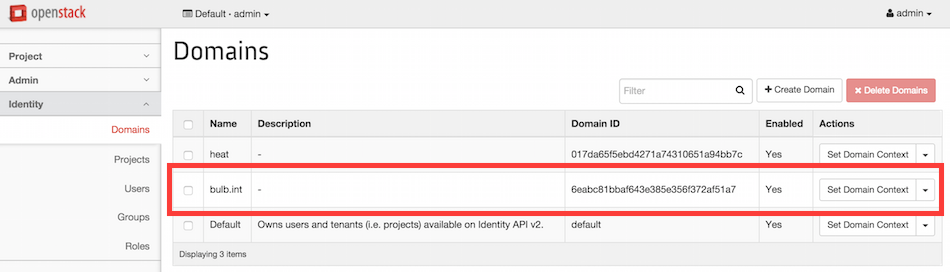 openstack
Default • admin
admin
Project
Admin
Identity
Domains
Projects
Users
Groups
Roles
Domains
Filter
+ Create Domain
× Delete Domains
Name Description Domain ID Enabled Actions
heat - 017da65f5ebd4271a74310651a94bb7c Yes Set Domain Context
bulb.int - 6eabc81bbaf643e385e356f372af51a7 Yes Set Domain Context
Default Owns users and tenants (i.e. projects) available on Identity API v2. default Yes Set Domain Context
Displaying 3 items